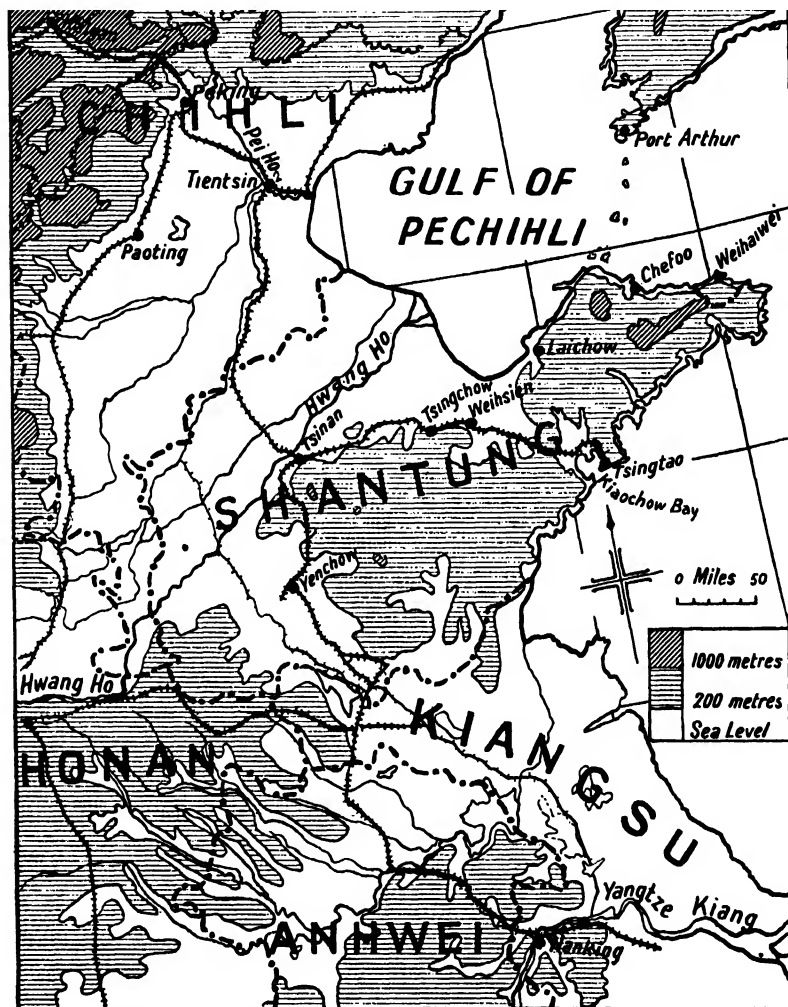 CHIHLI
Peking
Pei Ho
Tientsin
Paoting
GULF OF
PECHIHLI
Port Arthur
Chefoo
Weihaiwei
Laichow
Hwang Ho
Tsinan
Tsingchow
Weihsien
SHANTUNG
Tsingtao
Kiaochow Bay
Yenchow
0 Miles 50
1000 metres
200 metres
Sea Level
Hwang Ho
HONAN
KIANGSU
ANHWEI
Nanking
Yangtze Kiang